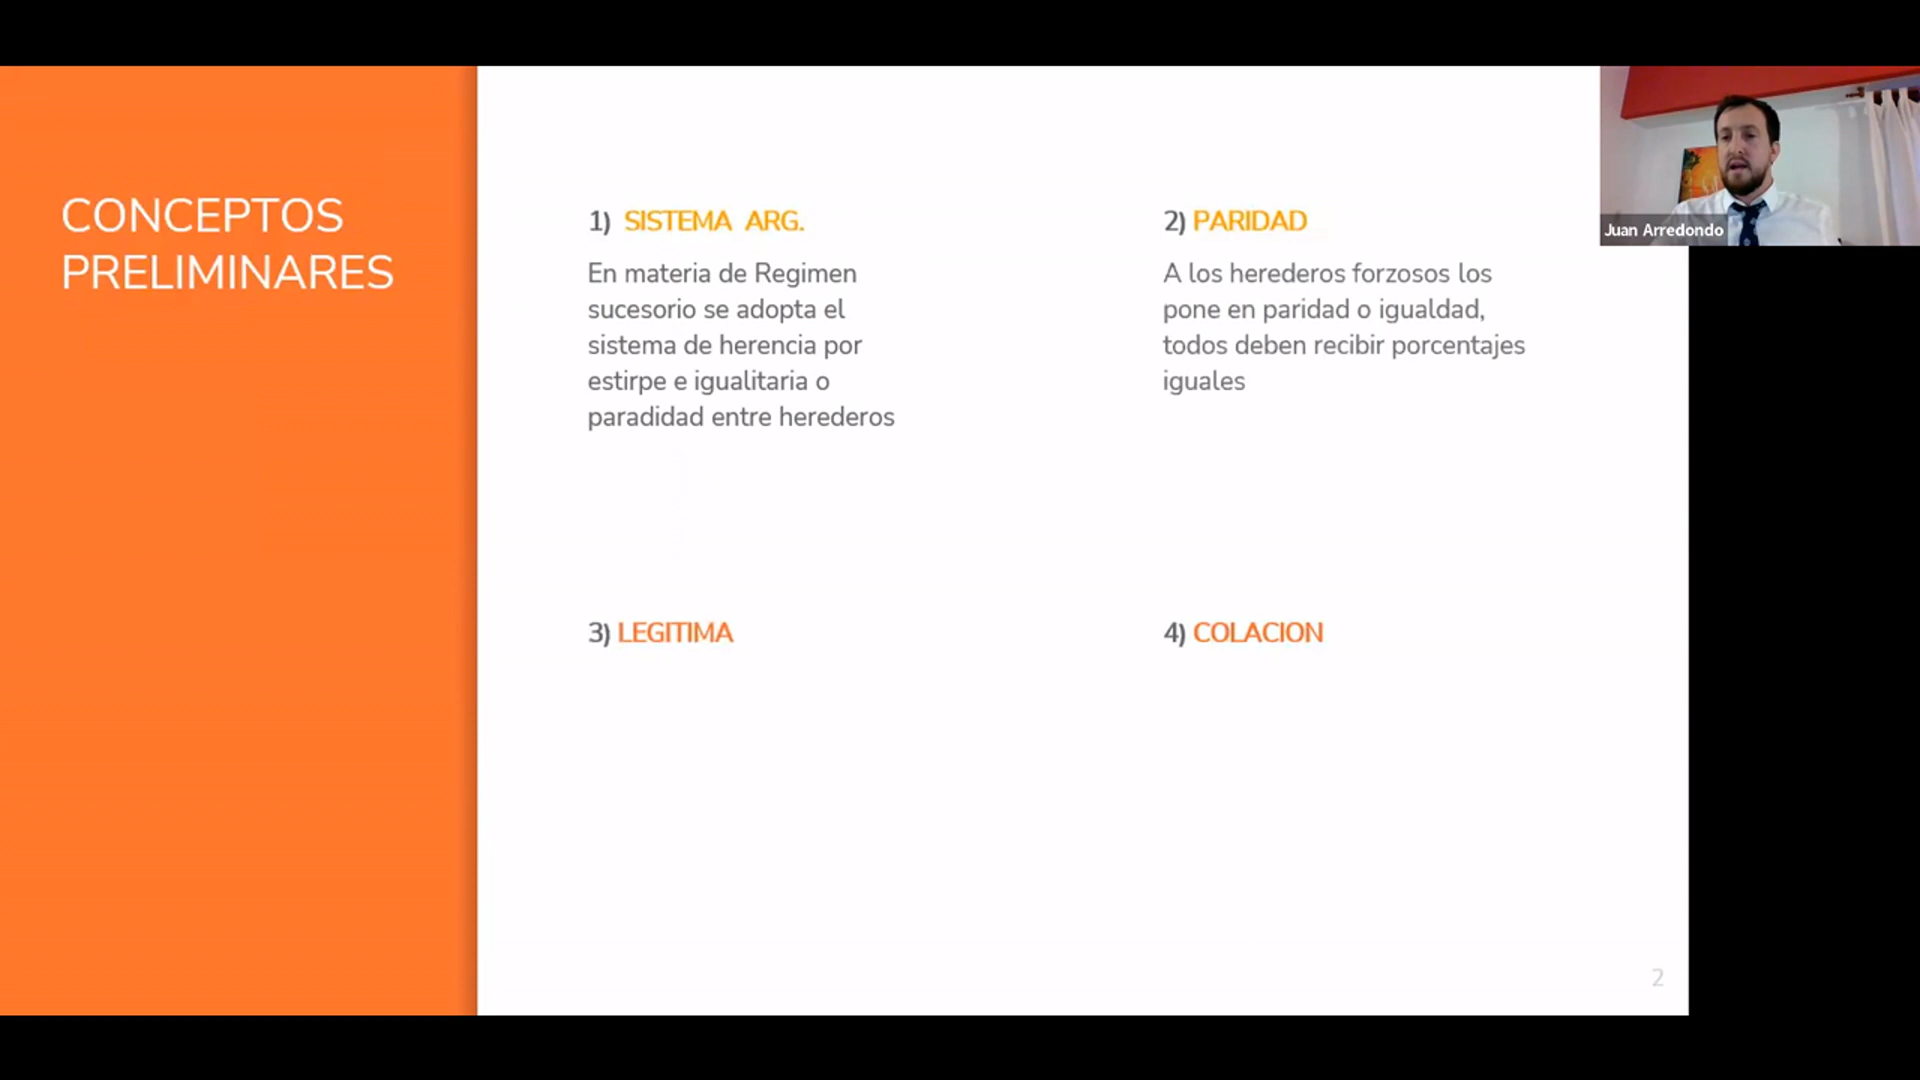 CONCEPTOS
PRELIMINARES
1) SISTEMA ARG.
En materia de Regimen
sucesorio se adopta el
sistema de herencia por
estirpe e igualitaria o
paradidad entre herederos
2) PARIDAD
A los herederos forzosos los
pone en paridad o igualdad,
todos deben recibir porcentajes
iguales
3) LEGITIMA
4) COLACION
2
Juan Arredondo